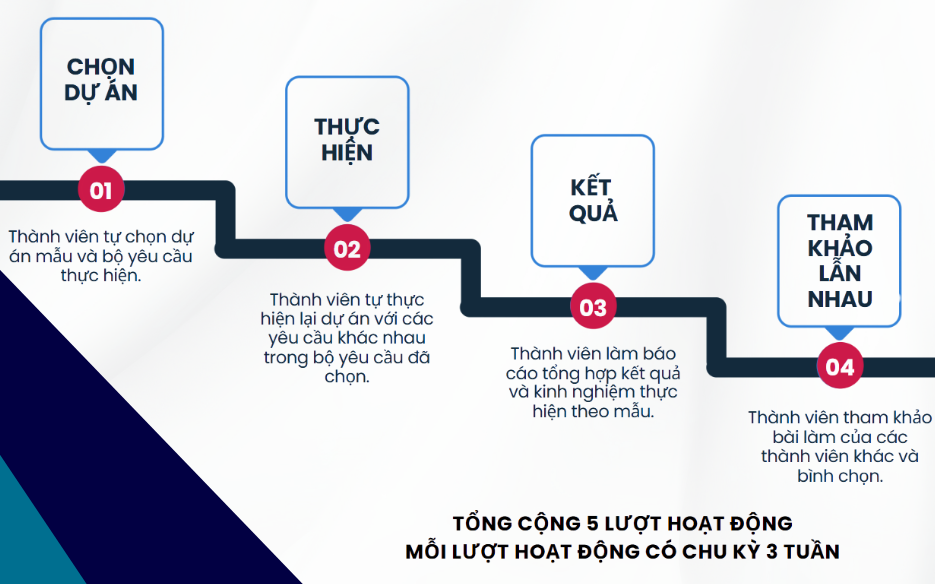 CHỌN
DỰ ÁN
01
Thành viên tự chọn dự
án mẫu và bộ yêu cầu
thực hiện.
THỰC
HIỆN
02
Thành viên tự thực
hiện lại dự án với các
yêu cầu khác nhau
trong bộ yêu cầu đã
chọn.
KẾT
QUẢ
03
Thành viên làm báo
cáo tổng hợp kết quả
và kinh nghiệm thực
hiện theo mẫu.
THAM
KHẢO
LẪN
NHAU
04
Thành viên tham khảo
bài làm của các
thành viên khác và
bình chọn.
TỔNG CỘNG 5 LƯỢT HOẠT ĐỘNG
MỖI LƯỢT HOẠT ĐỘNG CÓ CHU KỲ 3 TUẦN